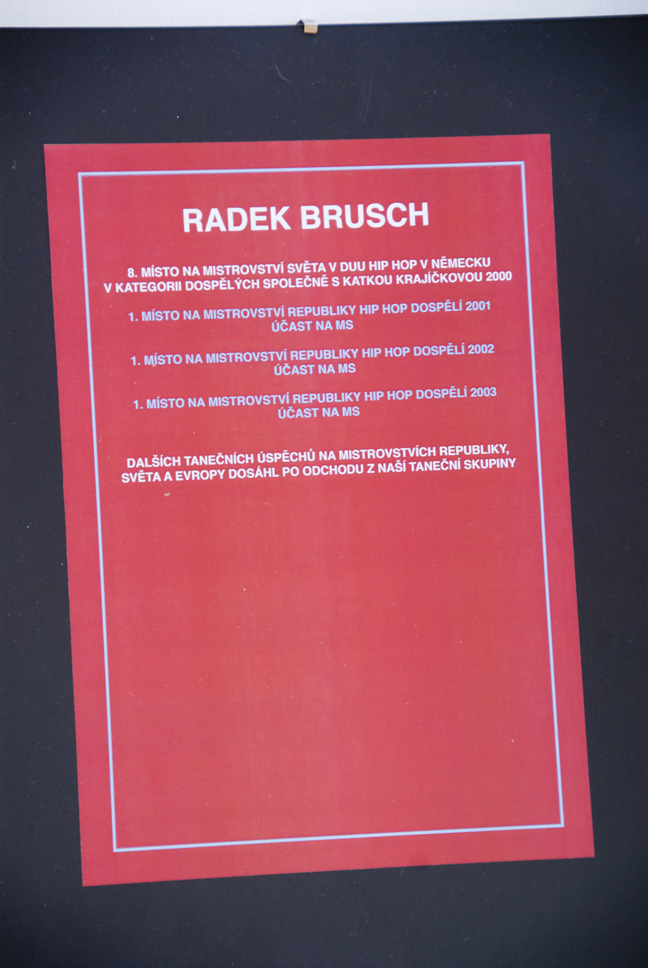 RADEK BRUSCH
8. MÍSTO NA MISTROVSTVÍ SVĚTA V DUU HIP HOP V NĚMECKU
V KATEGORII DOSPĚLÝCH SPOLEČNĚ S KATKOU KRAJÍČKOVOU 2000
1. MÍSTO NA MISTROVSTVÍ REPUBLIKY HIP HOP DOSPĚLÍ 2001
ÚČAST NA MS
1. MÍSTO NA MISTROVSTVÍ REPUBLIKY HIP HOP DOSPĚLÍ 2002
ÚČAST NA MS
1. MÍSTO NA MISTROVSTVÍ REPUBLIKY HIP HOP DOSPĚLÍ 2003
ÚČAST NA MS
DALŠÍCH TANEČNÍCH ÚSPĚCHŮ NA MISTROVSTVÍCH REPUBLIKY,
SVĚTA A EVROPY DOSÁHL PO ODCHODU Z NAŠÍ TANEČNÍ SKUPINY